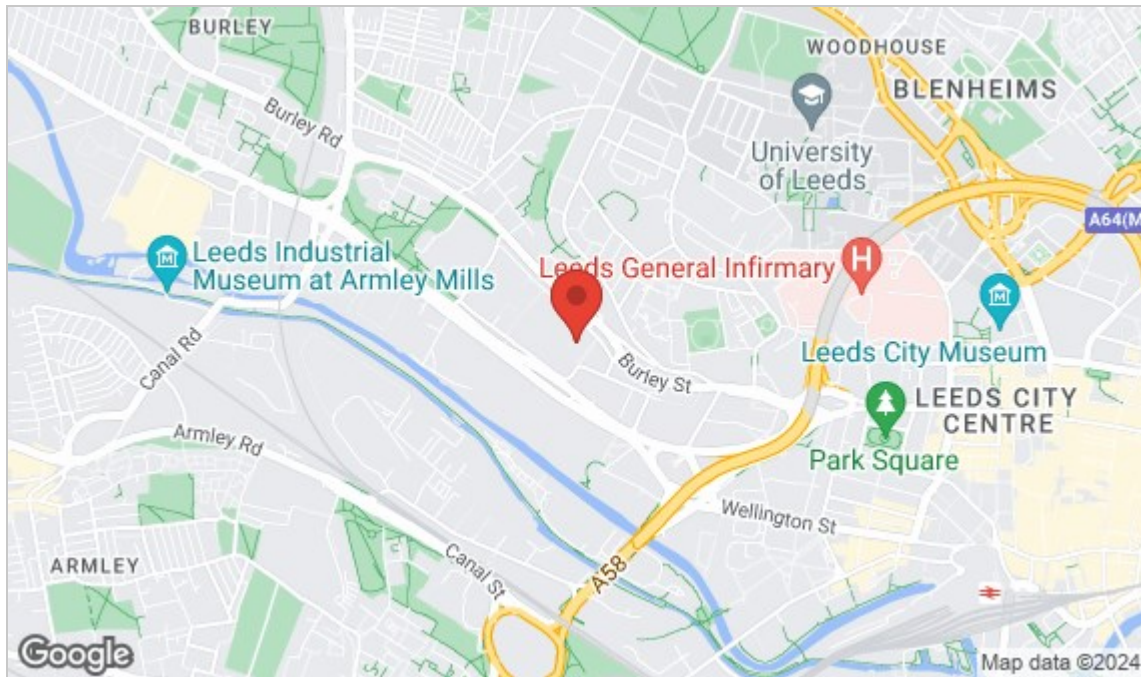 BURLEY
WOODHOUSE
BLENHEIMS
Burley Rd
University
of Leeds
A64(M
Leeds Industrial
Museum at Armley Mills
Leeds General Infirmary
H
M
M
Canal Rd
Burley St
Leeds City Museum
LEEDS CITY
CENTRE
Armley Rd
Park Square
Wellington St
ARMLEY
Canal St
A58
Google
Map data ©2024